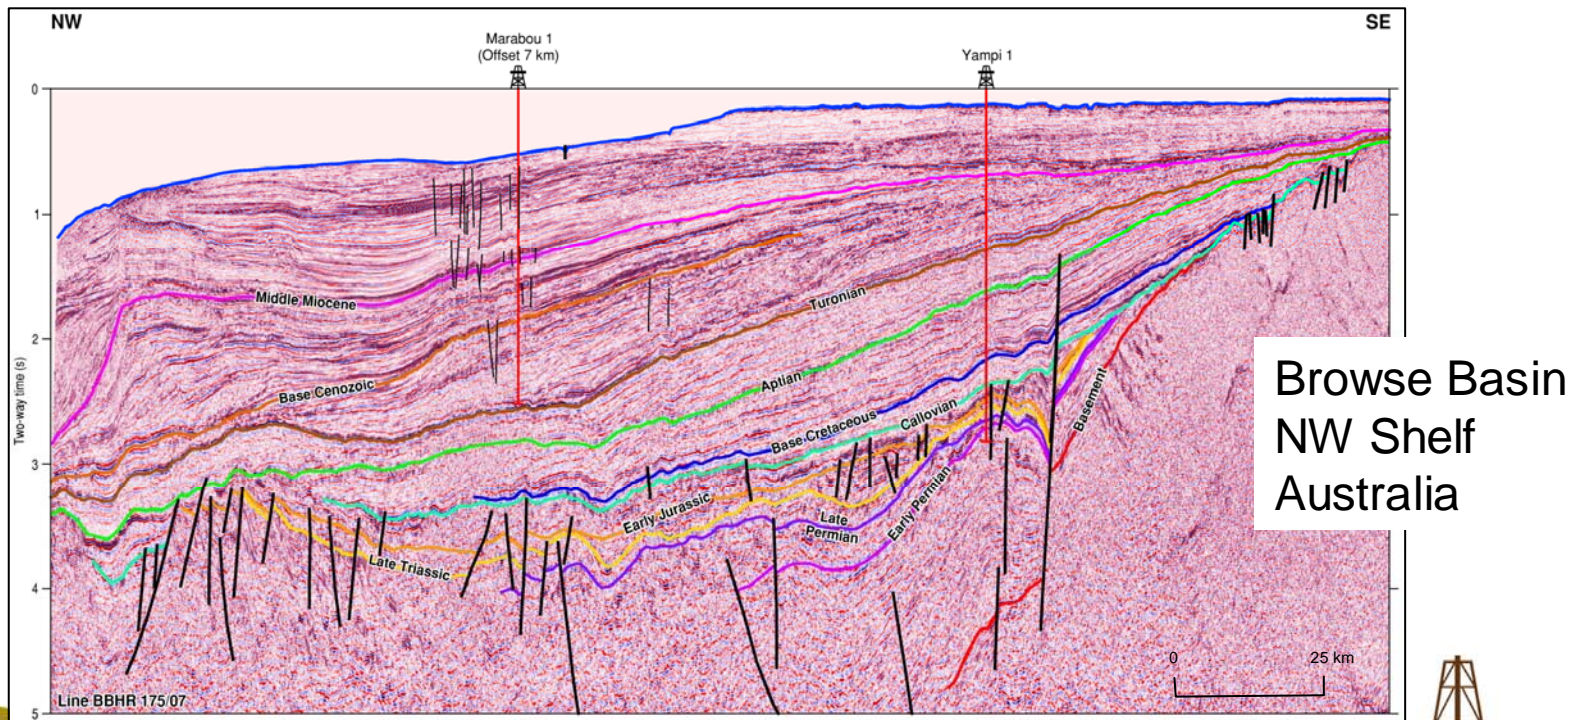 NW
SE
Marabou 1
(Offset 7 km)
Yampi 1
0
1
2
3
4
5
Two-way time (s)
Middle Miocene
Base Cenozoic
Turonian
Aptian
Base Cretaceous
Callovian
Early Jurassic
Late Triassic
Late
Permian
Early Permian
Basement
Browse Basin
NW Shelf
Australia
0
25 km
Line BBHR 175/07